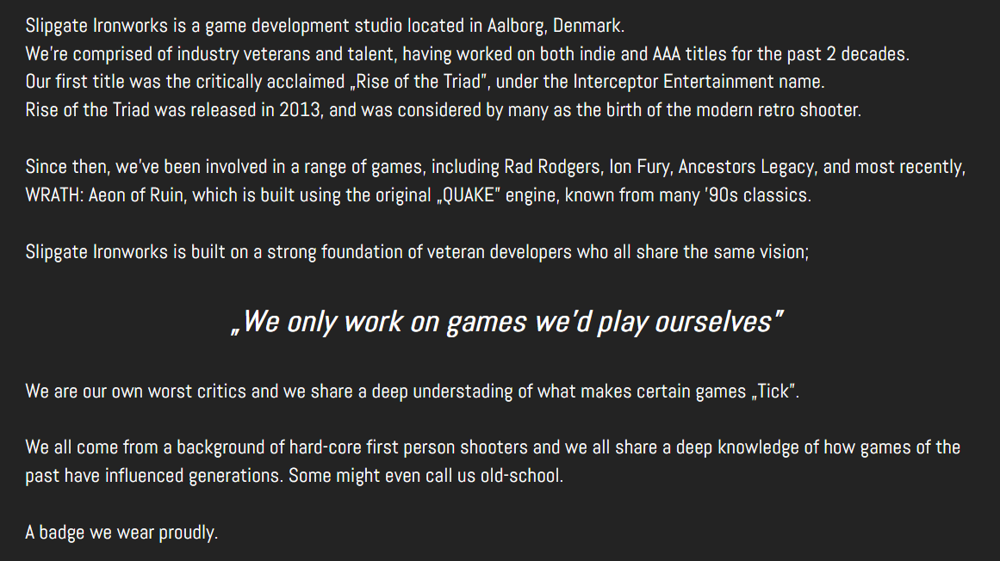 Slipgate Ironworks is a game development studio located in Aalborg, Denmark.
We're comprised of industry veterans and talent, having worked on both indie and AAA titles for the past 2 decades.
Our first title was the critically acclaimed „Rise of the Triad”, under the Interceptor Entertainment name.
Rise of the Triad was released in 2013, and was considered by many as the birth of the modern retro shooter.
Since then, we've been involved in a range of games, including Rad Rodgers, Ion Fury, Ancestors Legacy, and most recently,
WRATH: Aeon of Ruin, which is built using the original „QUAKE” engine, known from many '90s classics.
Slipgate Ironworks is built on a strong foundation of veteran developers who all share the same vision;
„We only work on games we'd play ourselves”
We are our own worst critics and we share a deep understading of what makes certain games „Tick”.
We all come from a background of hard-core first person shooters and we all share a deep knowledge of how games of the
past have influenced generations. Some might even call us old-school.
A badge we wear proudly.